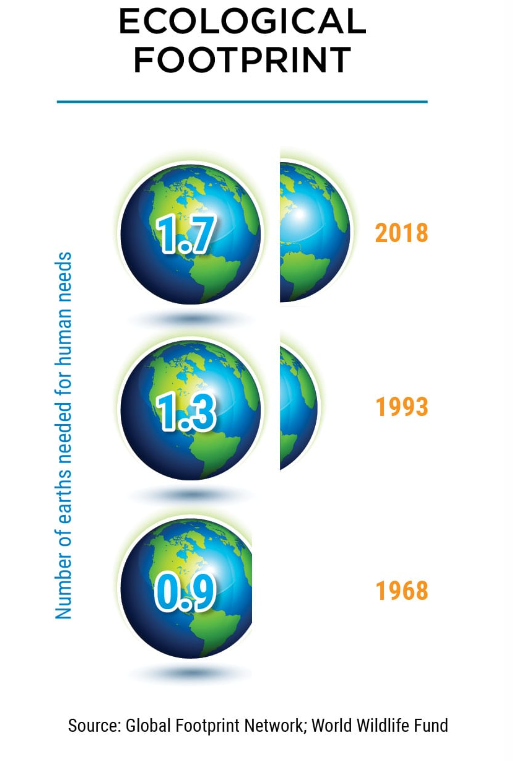 ECOLOGICAL
FOOTPRINT
Number of earths needed for human needs
1.7
2018
1.3
1993
0.9
1968
Source: Global Footprint Network; World Wildlife Fund